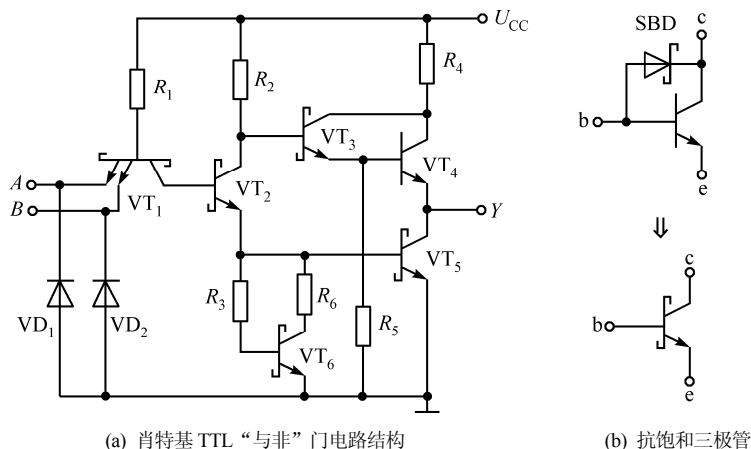 U_CC
R_1
R_2
R_4
VT_3
VT_4
A
B
VT_1
VT_2
Y
VT_5
R_3
R_6
VD_1
VD_2
R_5
VT_6
(a) 肖特基 TTL“与非”门电路结构
SBD
c
b
e
⇓
c
b
e
(b) 抗饱和三极管